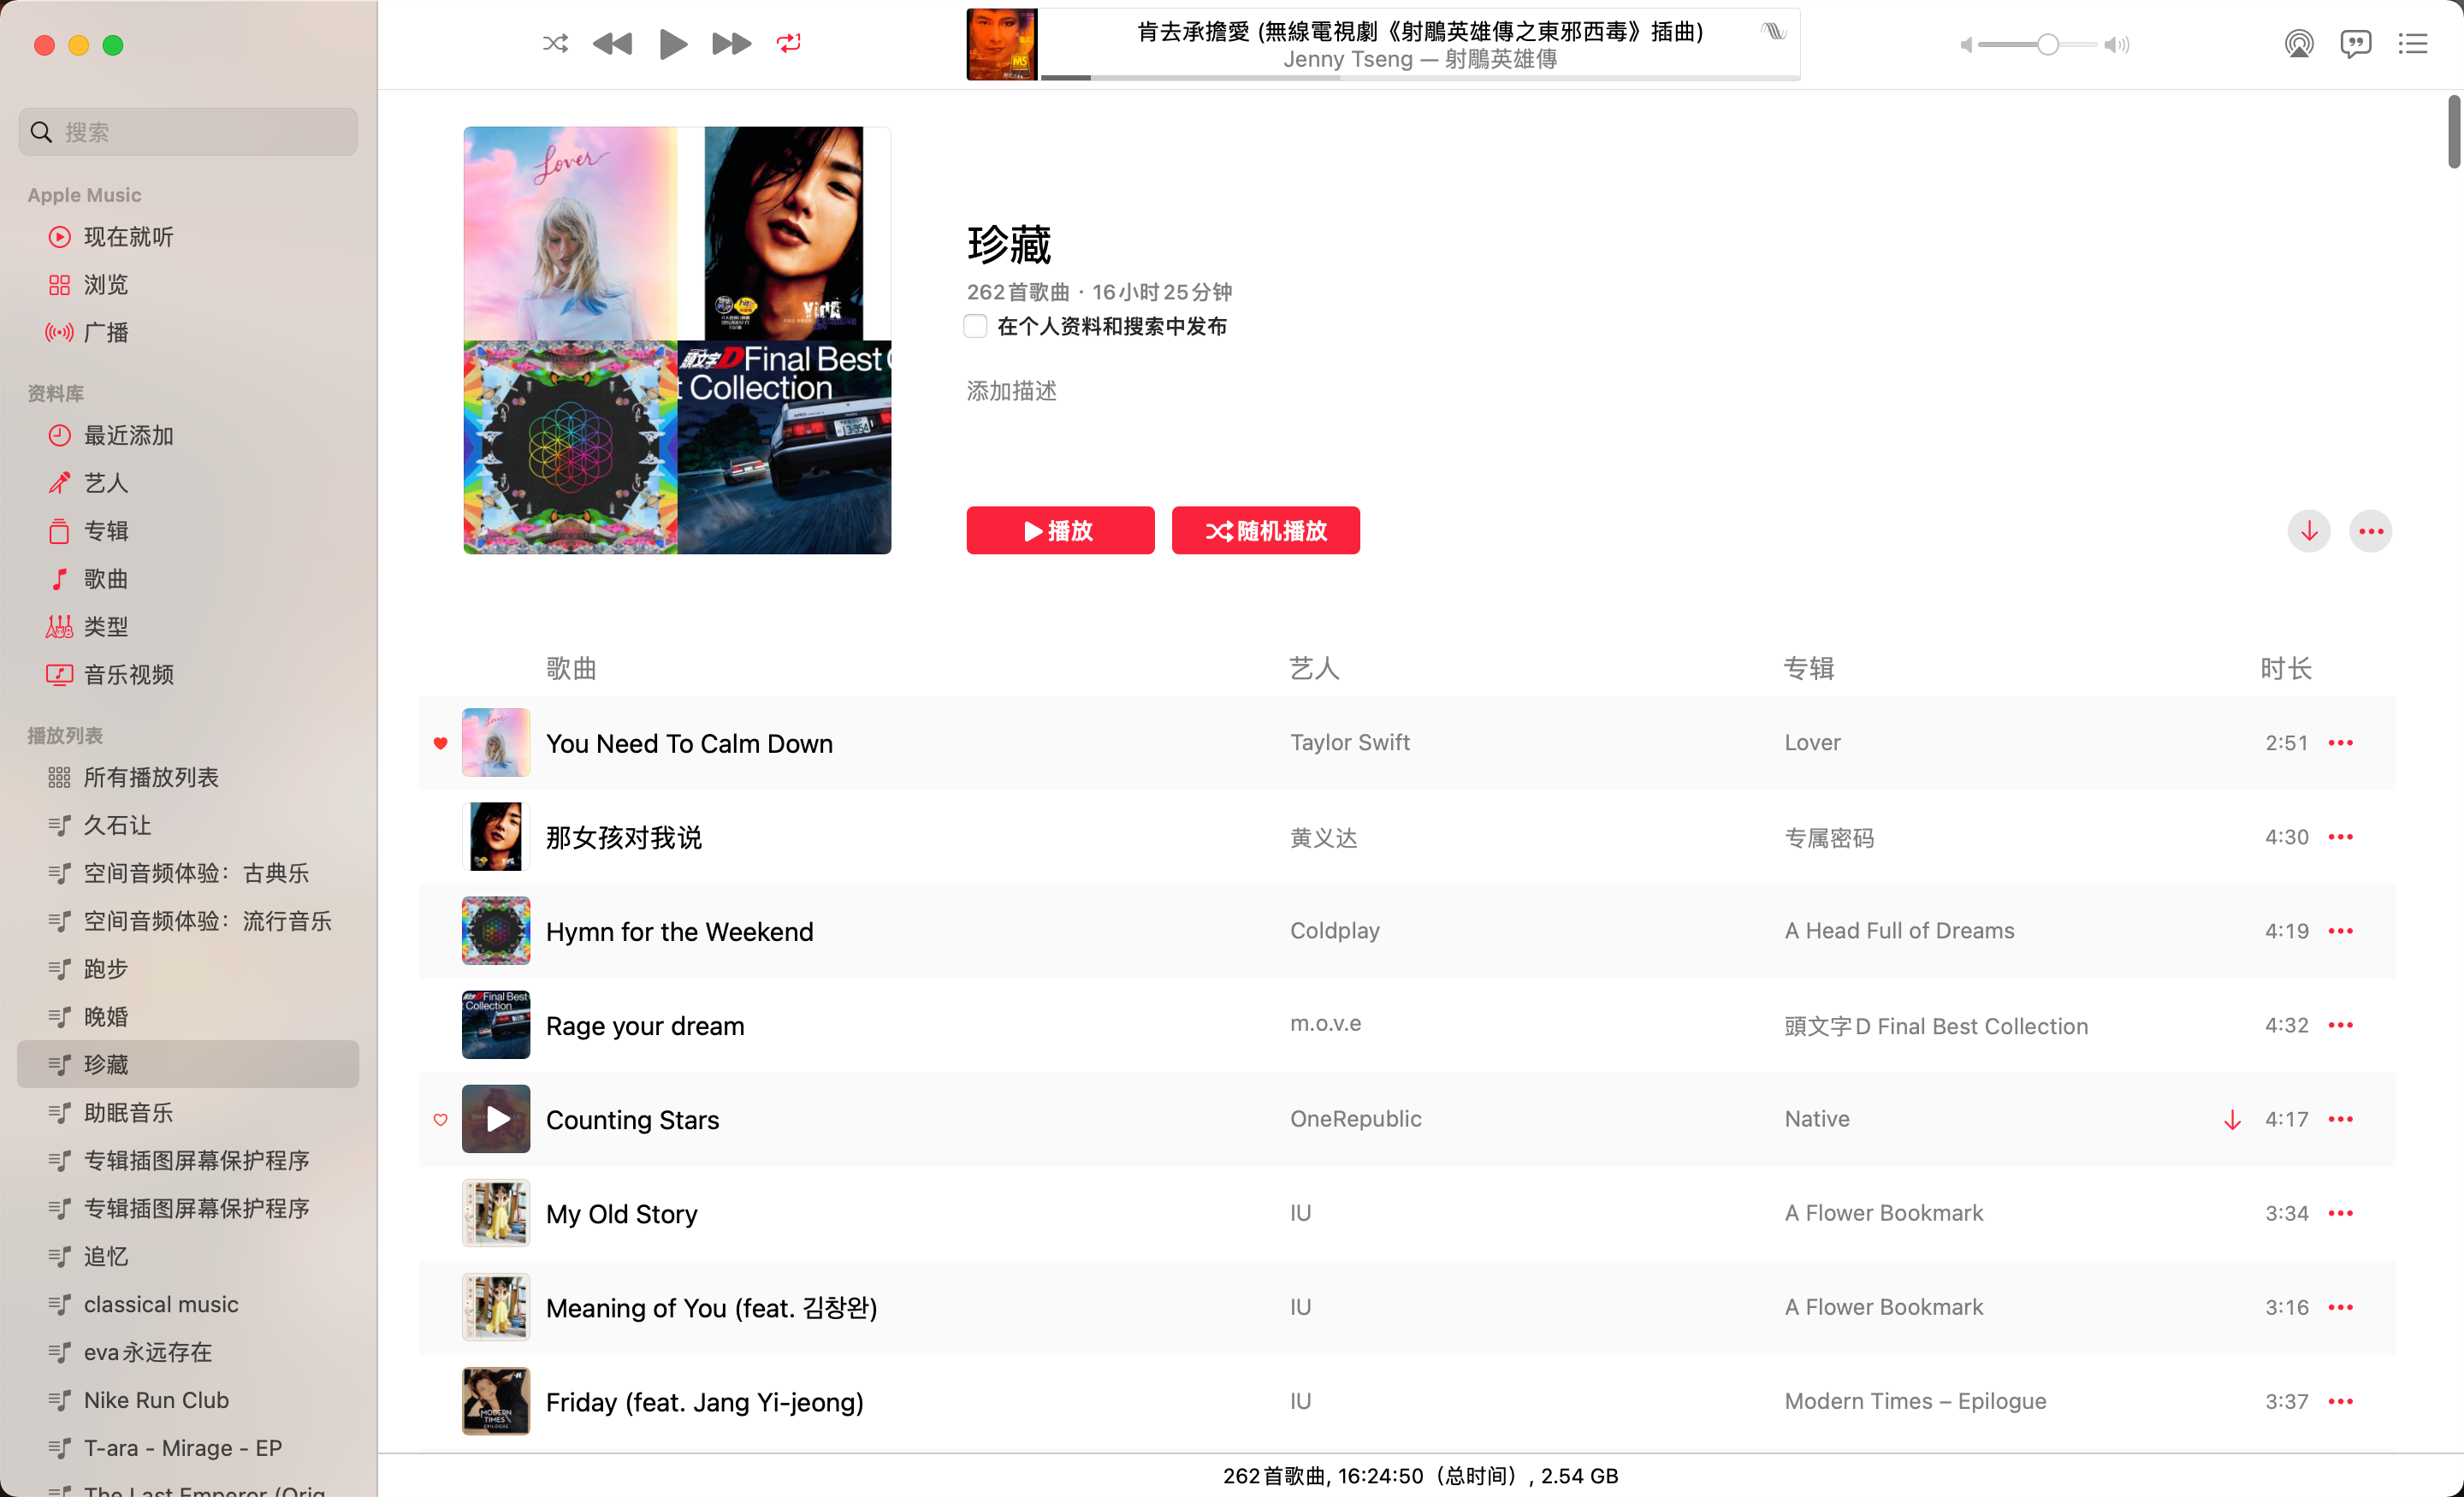 肯去承擔愛 (無線電視劇《射鵰英雄傳之東邪西毒》插曲)
Jenny Tseng — 射鵰英雄傳
搜索
Apple Music
现在就听
浏览
广播
资料库
最近添加
艺人
专辑
歌曲
类型
音乐视频
播放列表
所有播放列表
久石让
空间音频体验：古典乐
空间音频体验：流行音乐
跑步
晚婚
珍藏
助眠音乐
专辑插图屏幕保护程序
专辑插图屏幕保护程序
追忆
classical music
eva永远存在
Nike Run Club
T-ara - Mirage - EP
The Last Emperor (Orig
Lover
頭文字D Final Best C
t Collection
珍藏
262首歌曲 · 16小时25分钟
在个人资料和搜索中发布
添加描述
播放
随机播放
歌曲 艺人 专辑 时长
You Need To Calm Down Taylor Swift Lover 2:51
那女孩对我说 黄义达 专属密码 4:30
Hymn for the Weekend Coldplay A Head Full of Dreams 4:19
Rage your dream m.o.v.e 頭文字D Final Best Collection 4:32
Counting Stars OneRepublic Native 4:17
My Old Story IU A Flower Bookmark 3:34
Meaning of You (feat. 김창완) IU A Flower Bookmark 3:16
Friday (feat. Jang Yi-jeong) IU Modern Times – Epilogue 3:37
262首歌曲, 16:24:50（总时间）, 2.54 GB